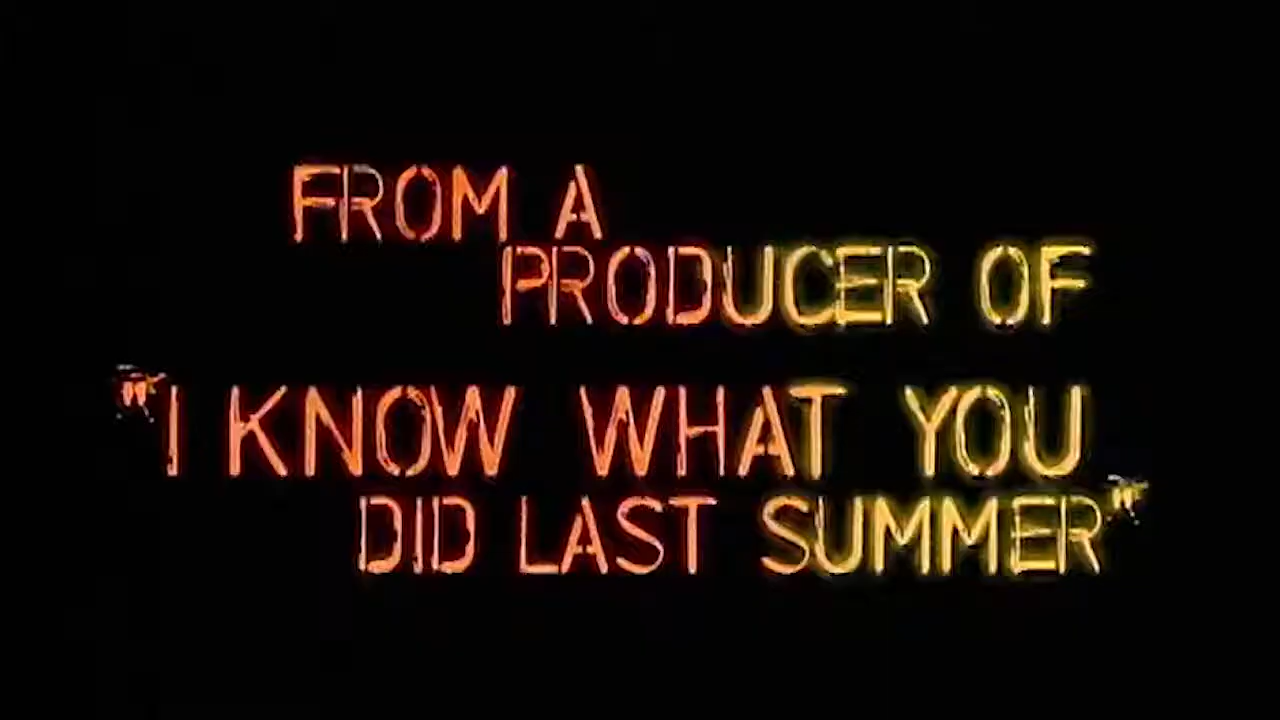 FROM A
PRODUCER OF
"I KNOW WHAT YOU
DID LAST SUMMER"